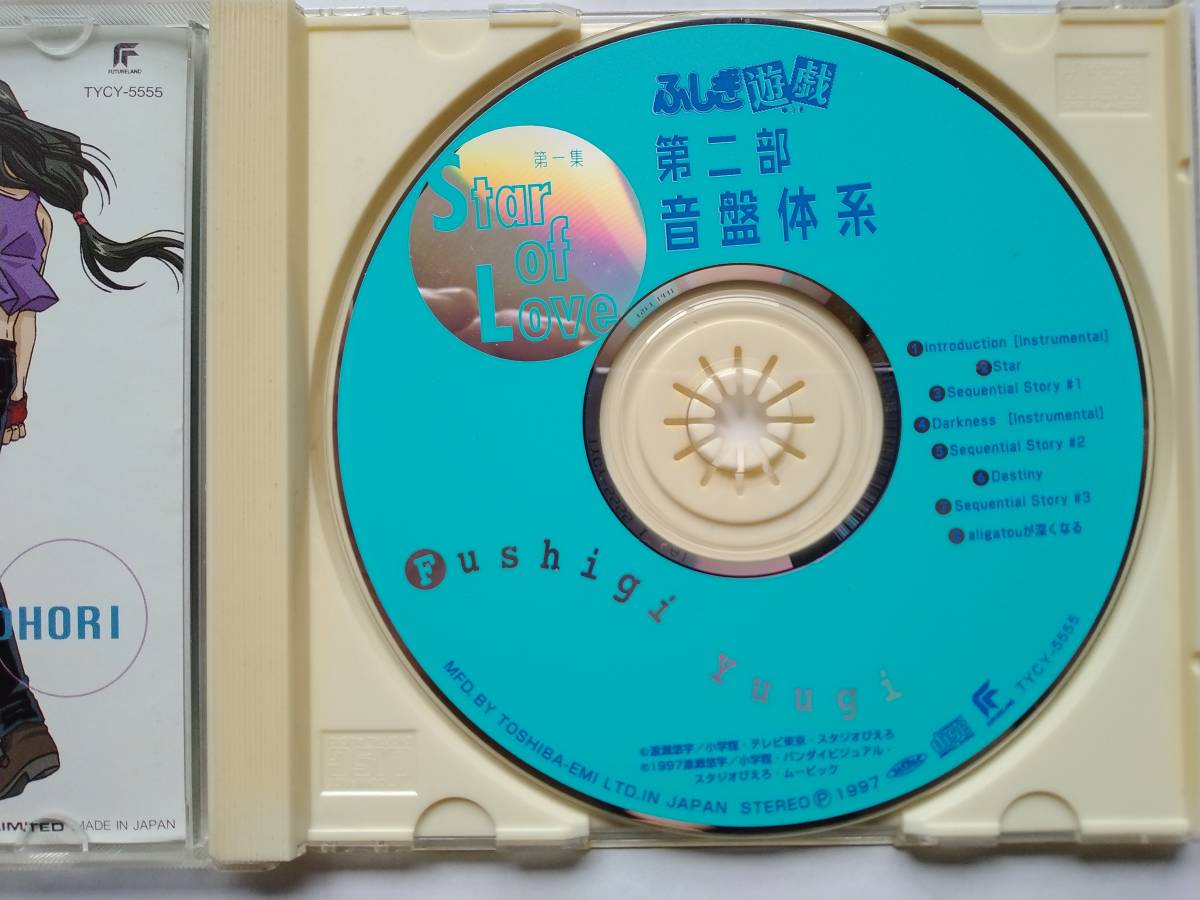 FUTURELAND
TYCY-5555
OHORI
LIMITED MADE IN JAPAN
ふしぎ遊戯
第二部
音盤体系
第一集
Star
of
Love
1 Introduction [Instrumental]
2 Star
3 Sequential Story #1
4 Darkness [Instrumental]
5 Sequential Story #2
6 Destiny
7 Sequential Story #3
8 aligatouが深くなる
Fushigi
Yuugi
©渡瀬悠宇/小学館・テレビ東京・スタジオぴえろ
©1997渡瀬悠宇/小学館・バンダイビジュアル・
スタジオぴえろ・ムービック
MFD.BY TOSHIBA-EMI LTD.IN JAPAN STEREO Ⓟ 1997
FUTURELAND
TYCY-5555